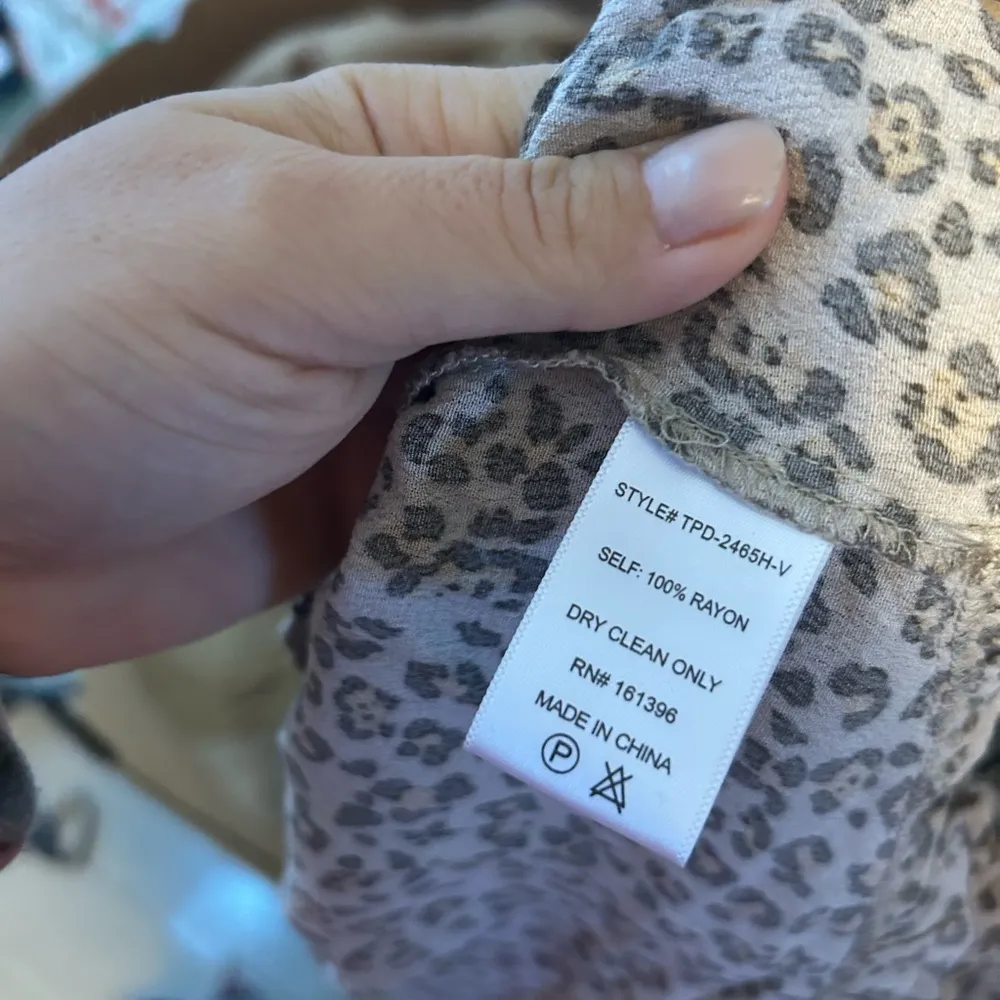 STYLE# TPD-2465H-V
SELF: 100% RAYON
DRY CLEAN ONLY
RN# 161396
MADE IN CHINA
P